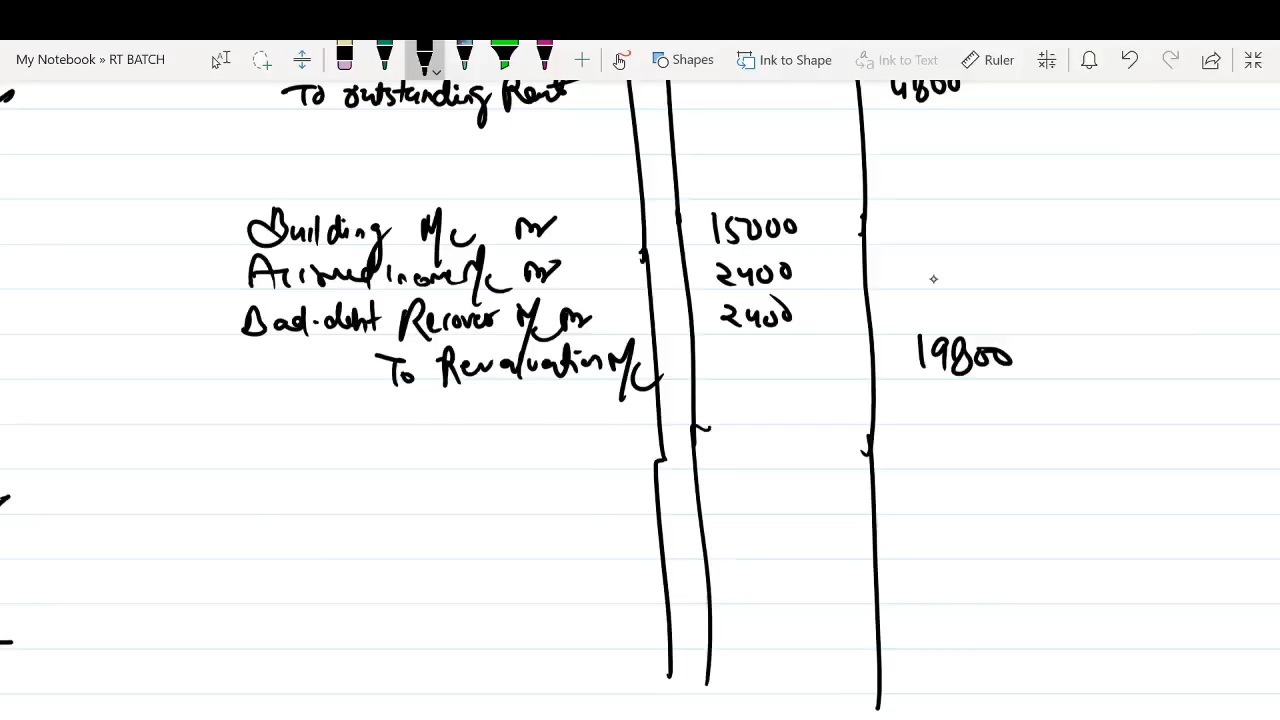 My Notebook » RT BATCH
Shapes
Ink to Shape
Ink to Text
Ruler
To outstanding Rent 4800
Building A/C Dr 15000
Accrued Income A/C Dr 2400
Bad-debt Recover A/C Dr 2400
To Revaluation A/C 19800